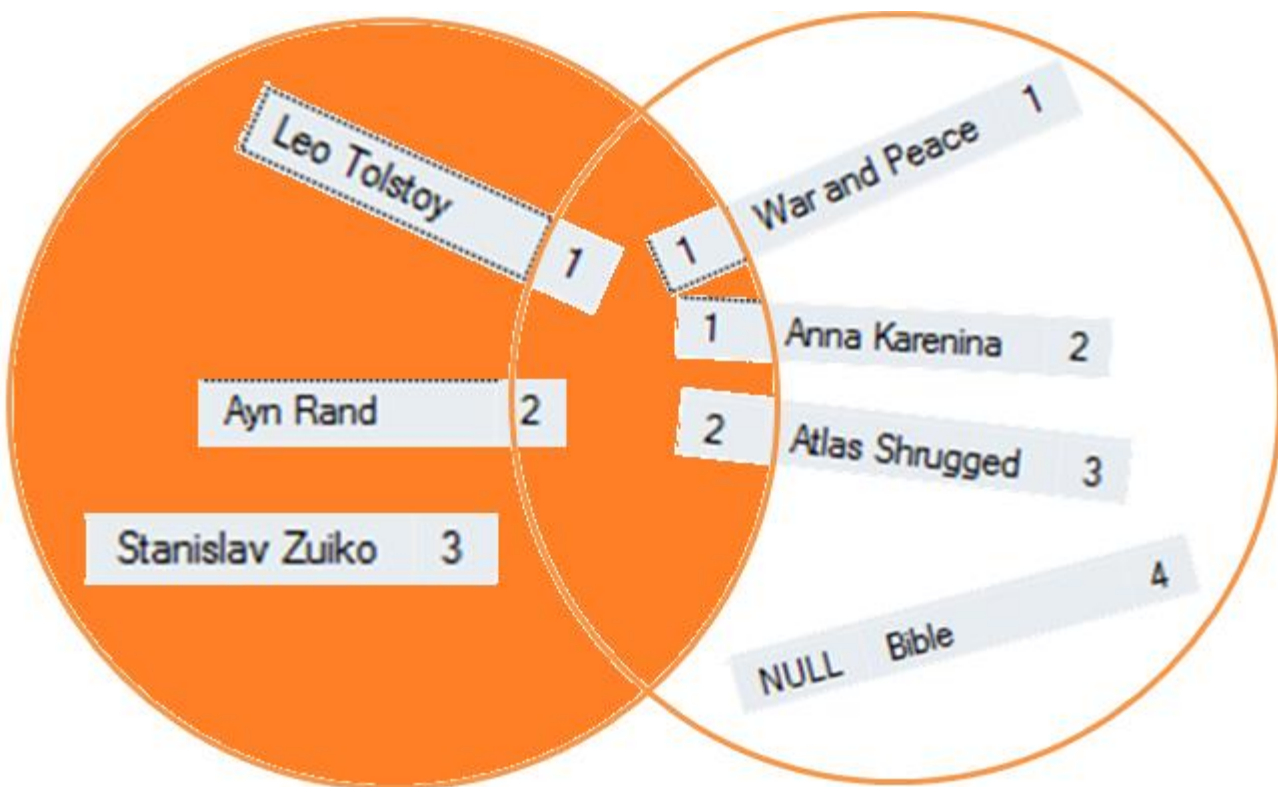 Leo Tolstoy 1
Ayn Rand 2
Stanislav Zuiko 3
1 War and Peace 1
1 Anna Karenina 2
2 Atlas Shrugged 3
NULL Bible 4